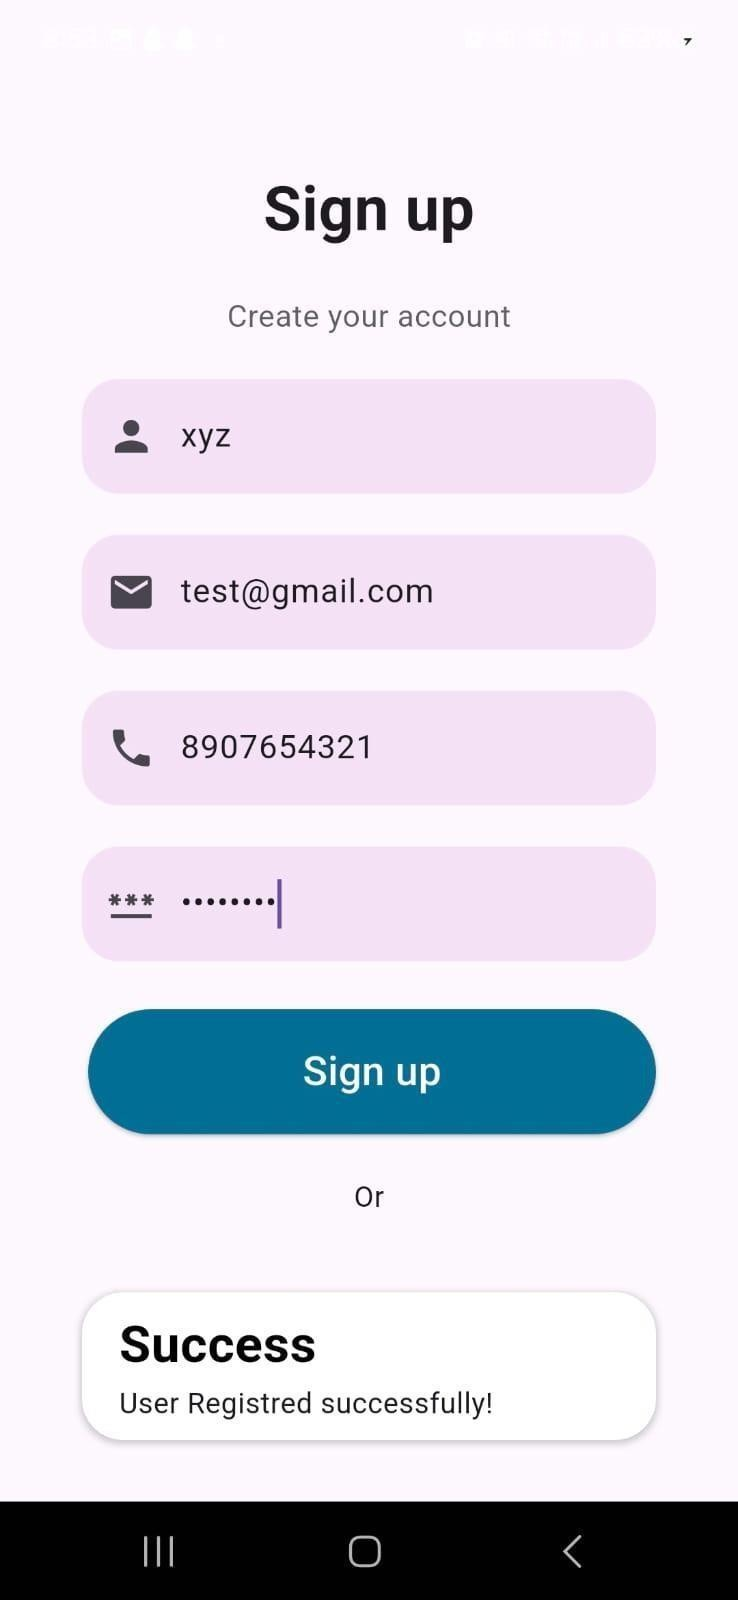 Sign up
Create your account
xyz
test@gmail.com
8907654321
***
••••••••
Sign up
Or
Success
User Registred successfully!